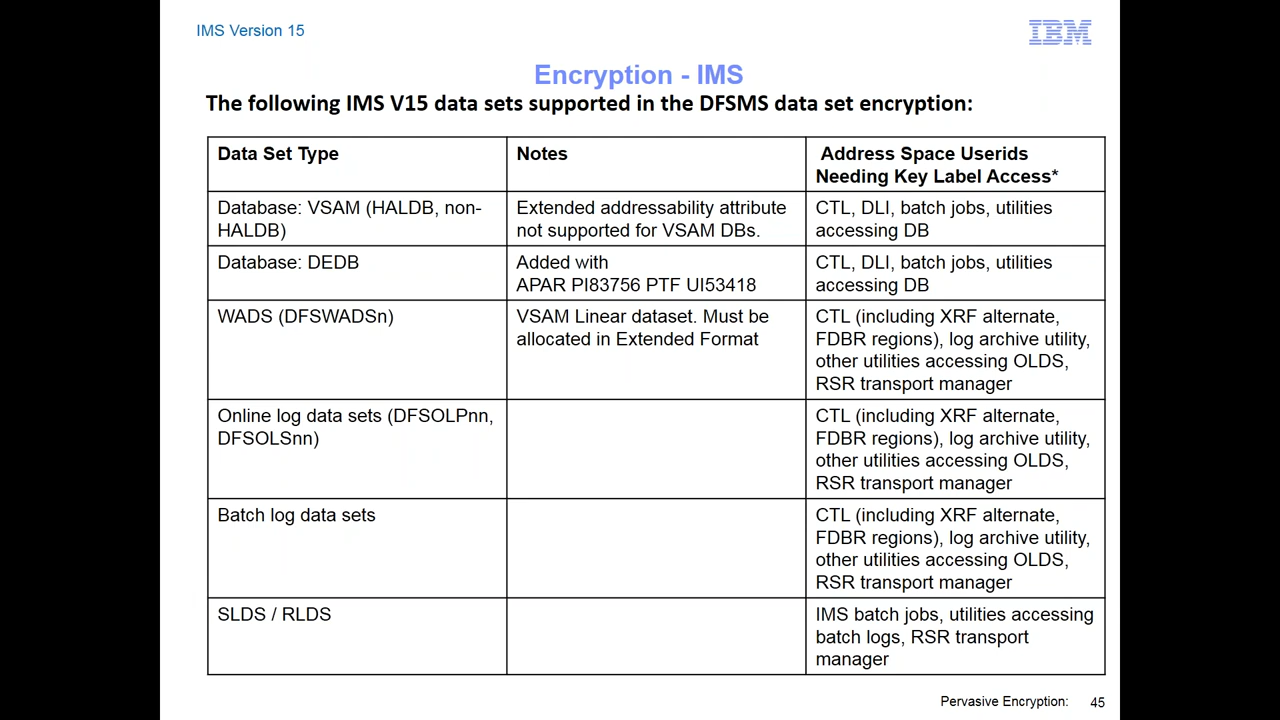 IMS Version 15
IBM
Encryption - IMS
The following IMS V15 data sets supported in the DFSMS data set encryption:
Data Set Type
Notes
Address Space Userids
Needing Key Label Access*
Database: VSAM (HALDB, non-
HALDB)
Extended addressability attribute
not supported for VSAM DBs.
CTL, DLI, batch jobs, utilities
accessing DB
Database: DEDB
Added with
APAR PI83756 PTF UI53418
CTL, DLI, batch jobs, utilities
accessing DB
WADS (DFSWADSn)
VSAM Linear dataset. Must be
allocated in Extended Format
CTL (including XRF alternate,
FDBR regions), log archive utility,
other utilities accessing OLDS,
RSR transport manager
Online log data sets (DFSOLPnn,
DFSOLSnn)
CTL (including XRF alternate,
FDBR regions), log archive utility,
other utilities accessing OLDS,
RSR transport manager
Batch log data sets
CTL (including XRF alternate,
FDBR regions), log archive utility,
other utilities accessing OLDS,
RSR transport manager
SLDS / RLDS
IMS batch jobs, utilities accessing
batch logs, RSR transport
manager
Pervasive Encryption: 45